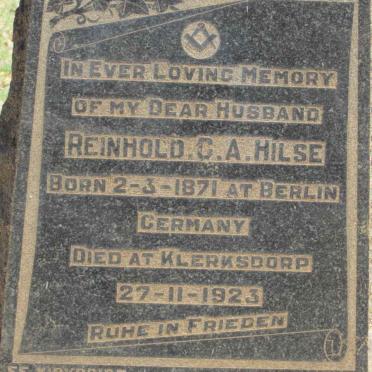 IN EVER LOVING MEMORY
OF MY DEAR HUSBAND
REINHOLD. C. A. HILSE
BORN 2-3-1871 AT BERLIN
GERMANY
DIED AT KLERKSDORP
27-11-1923
RUHE IN FRIEDEN